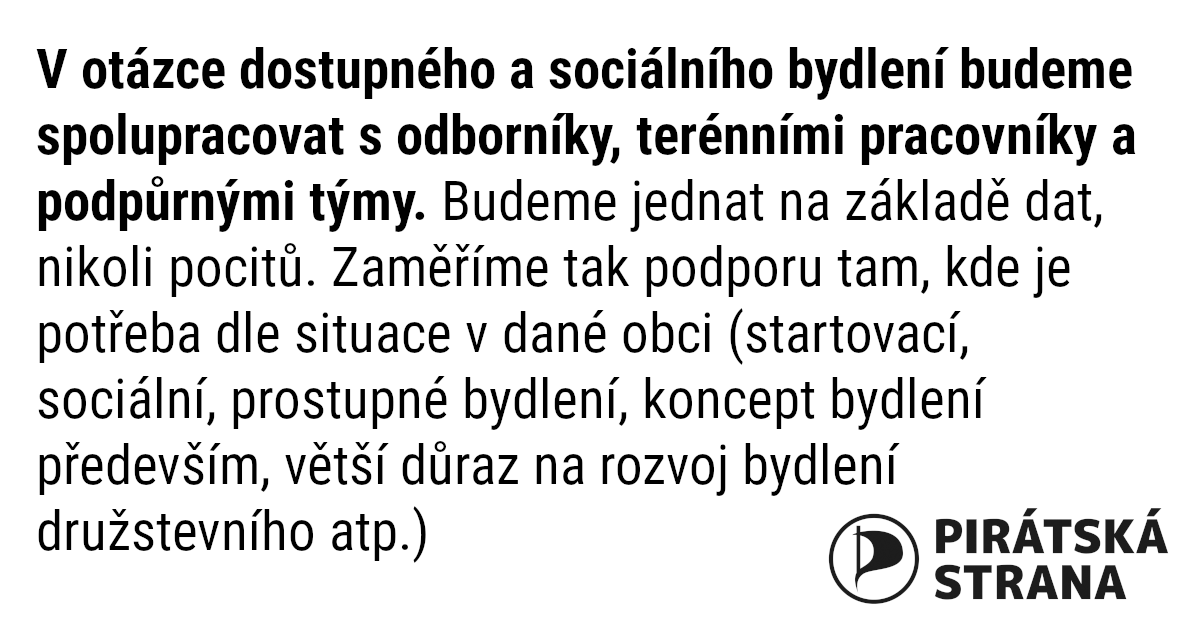 V otázce dostupného a sociálního bydlení budeme
spolupracovat s odborníky, terénními pracovníky a
podpůrnými týmy. Budeme jednat na základě dat,
nikoli pocitů. Zaměříme tak podporu tam, kde je
potřeba dle situace v dané obci (startovací,
sociální, prostupné bydlení, koncept bydlení
především, větší důraz na rozvoj bydlení
družstevního atp.)
PIRÁTSKÁ
STRANA